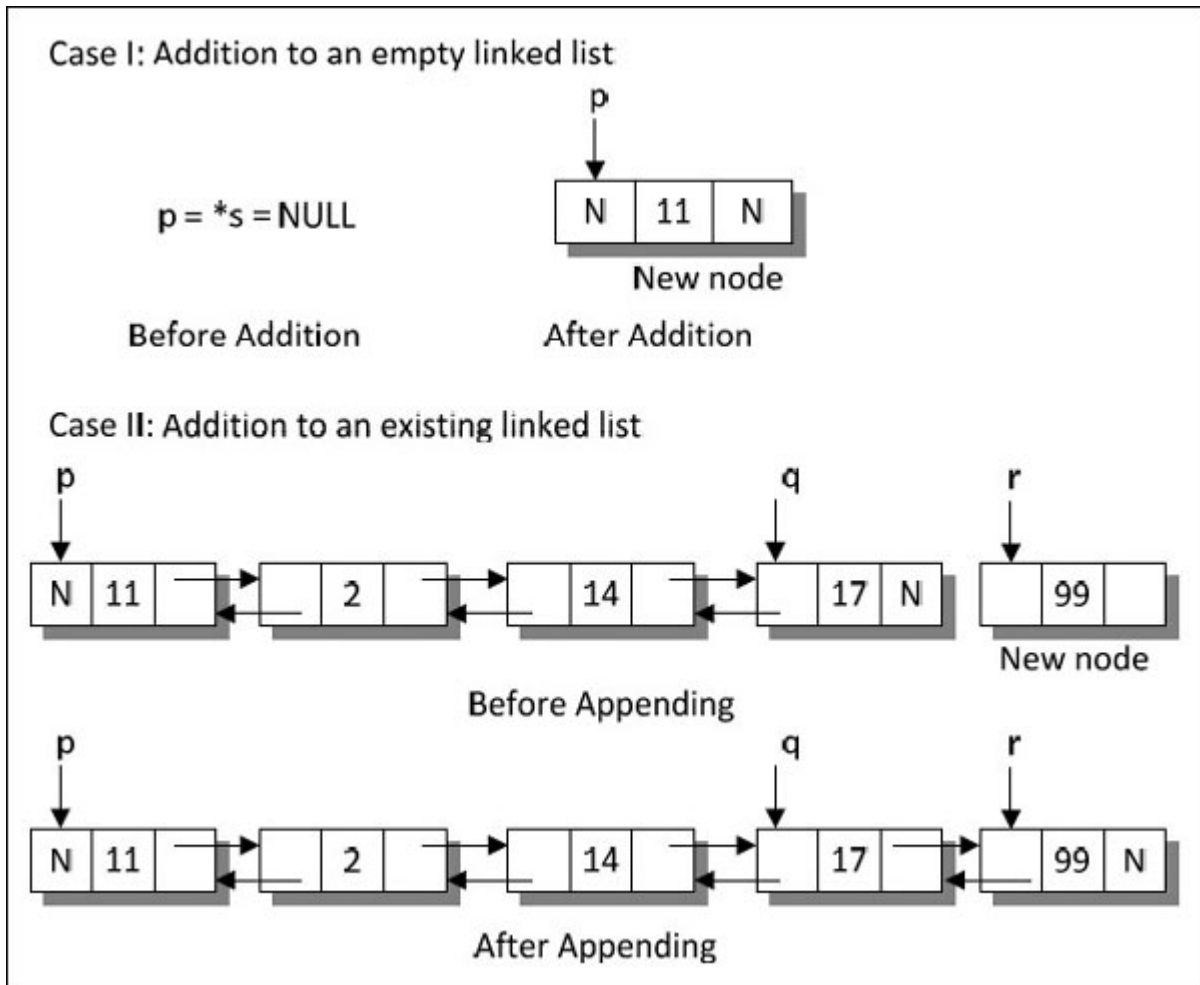 Case I: Addition to an empty linked list
p
p = *s = NULL
N 11 N
New node
Before Addition After Addition
Case II: Addition to an existing linked list
p q r
N 11 2 14 17 N 99
New node
Before Appending
p q r
N 11 2 14 17 99 N
After Appending